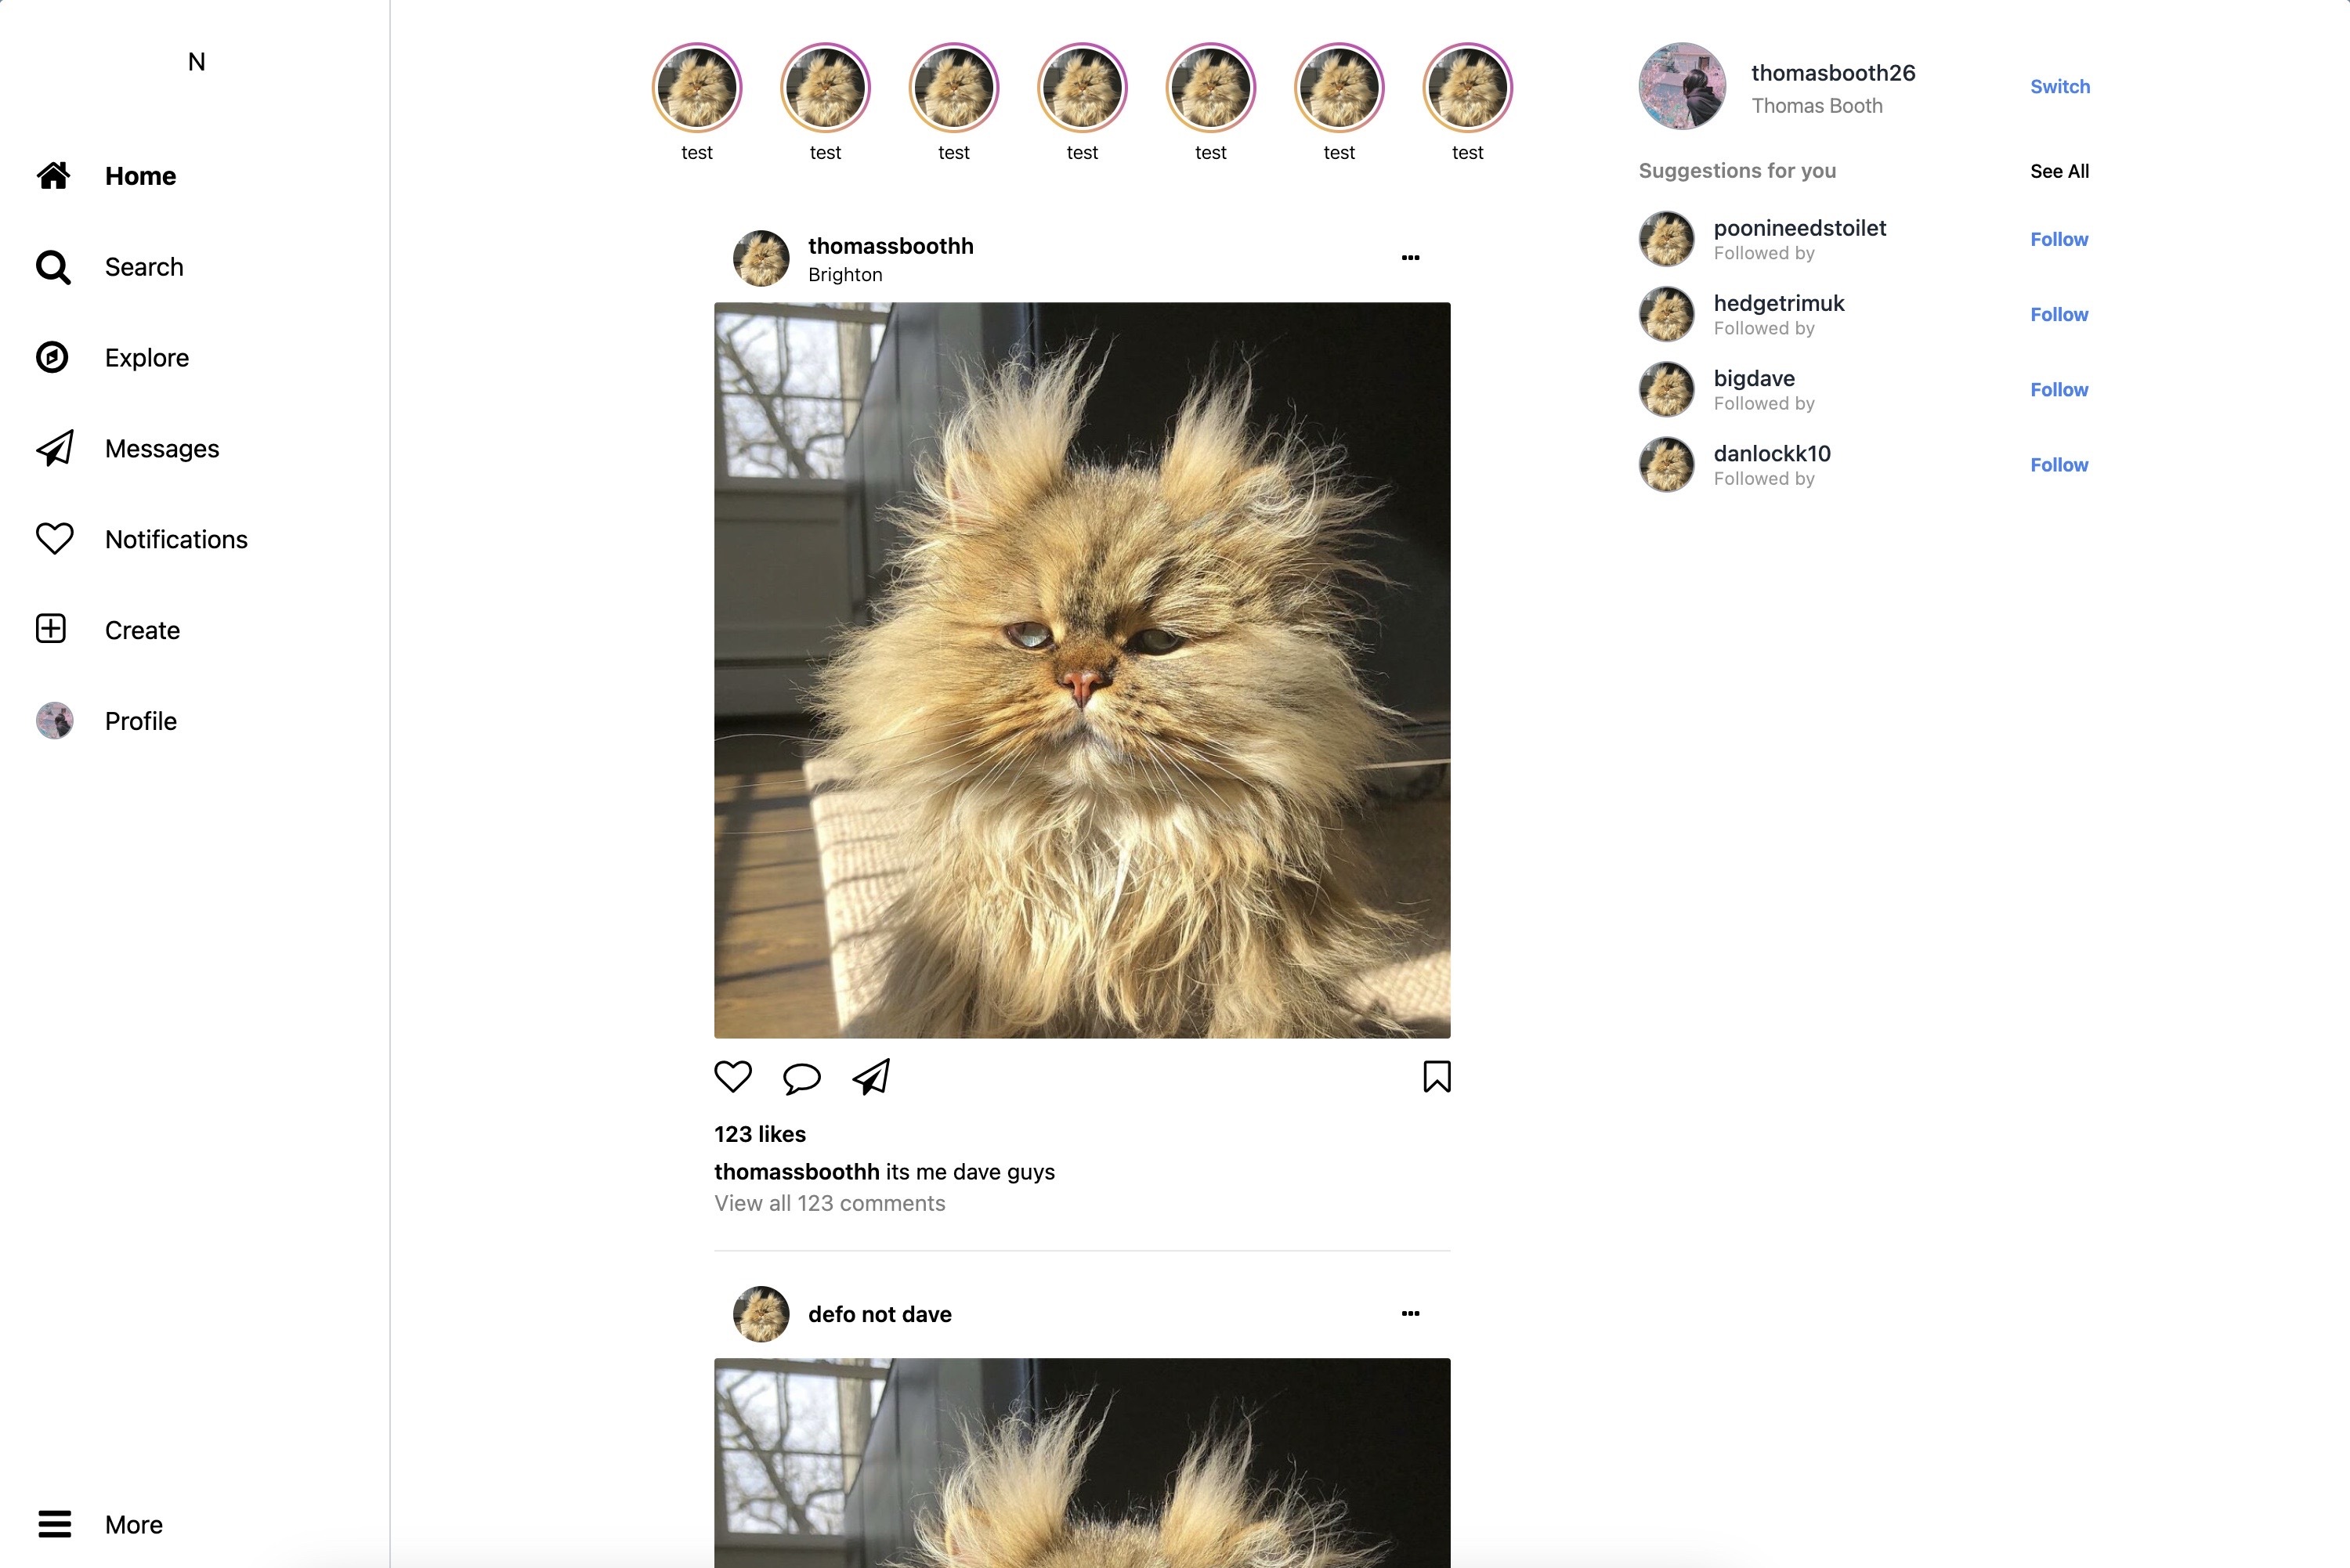 N
Home
Search
Explore
Messages
Notifications
Create
Profile
More
test test test test test test test
thomassboothh
Brighton
123 likes
thomassboothh its me dave guys
View all 123 comments
defo not dave
thomasbooth26
Thomas Booth
Switch
Suggestions for you See All
poonineedstoilet
Followed by
Follow
hedgetrimuk
Followed by
Follow
bigdave
Followed by
Follow
danlockk10
Followed by
Follow